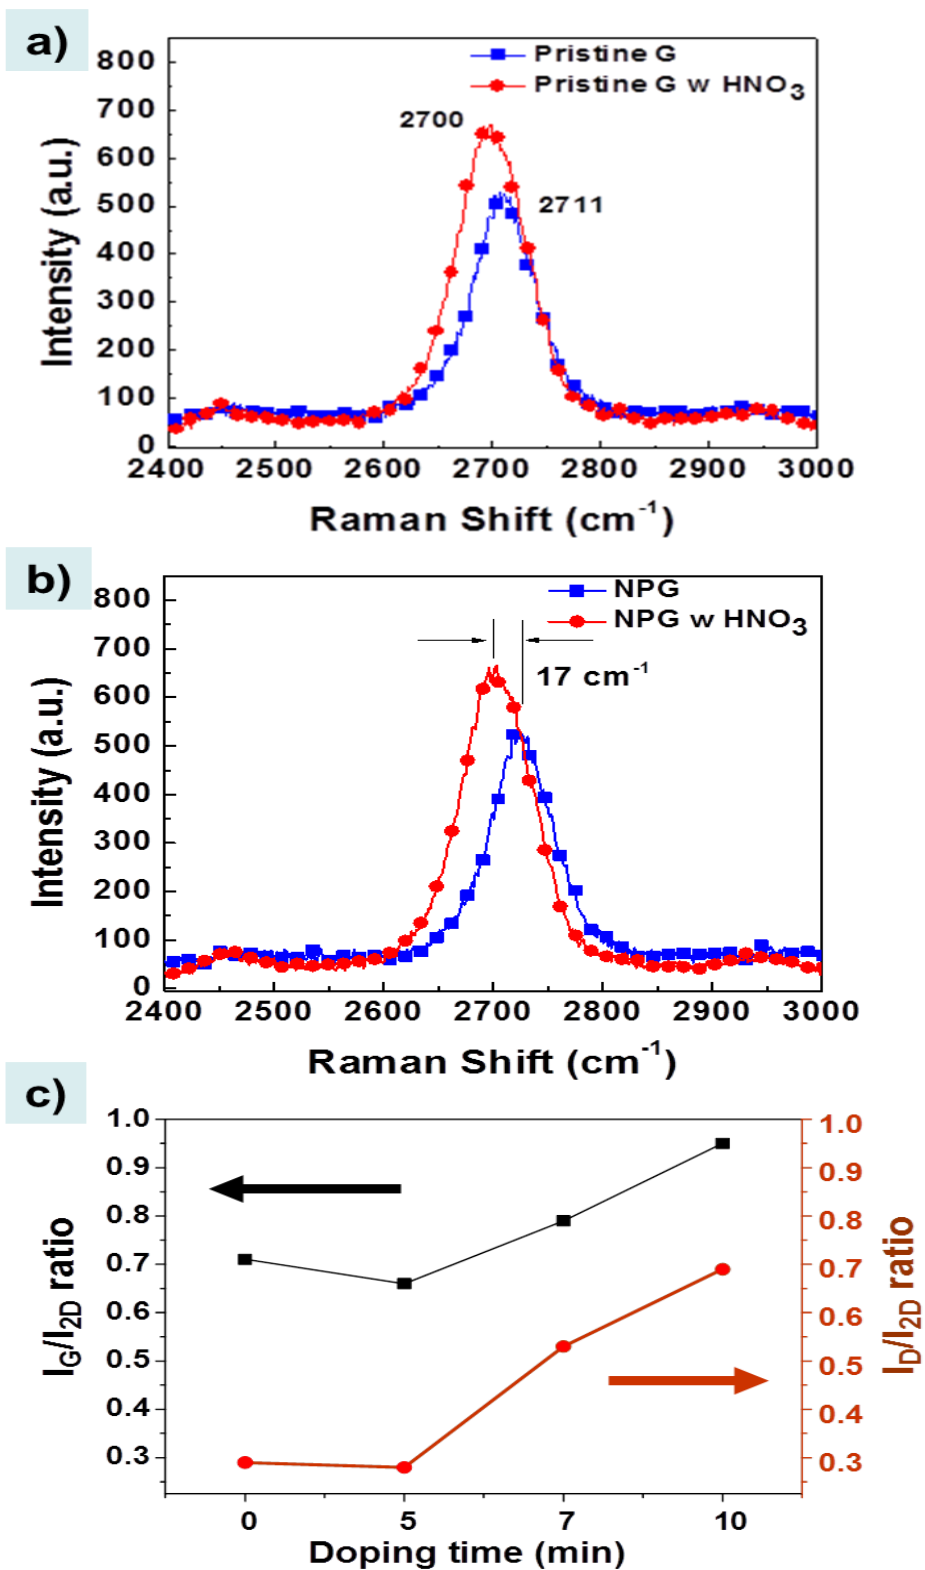 a)
Pristine G
Pristine G w HNO3
2700
2711
800
700
600
500
400
300
200
100
0
Intensity (a.u.)
2400 2500 2600 2700 2800 2900 3000
Raman Shift (cm-1)
b)
NPG
NPG w HNO3
17 cm-1
800
700
600
500
400
300
200
100
0
Intensity (a.u.)
2400 2500 2600 2700 2800 2900 3000
Raman Shift (cm-1)
c)
1.0
0.9
0.8
0.7
0.6
0.5
0.4
0.3
IG/I2D ratio
1.0
0.9
0.8
0.7
0.6
0.5
0.4
0.3
ID/I2D ratio
0 5 7 10
Doping time (min)